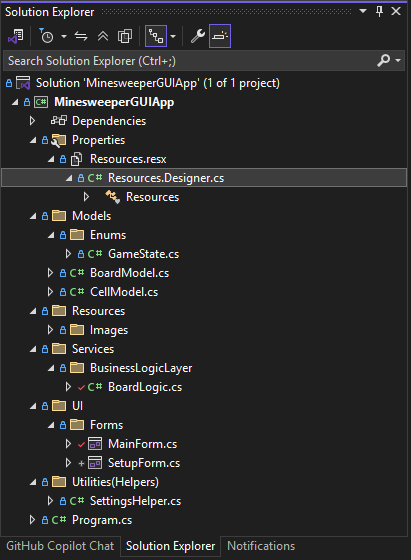 Solution Explorer
Search Solution Explorer (Ctrl+;)
Solution 'MinesweeperGUIApp' (1 of 1 project)
C# MinesweeperGUIApp
Dependencies
Properties
Resources.resx
C# Resources.Designer.cs
Resources
Models
Enums
C# GameState.cs
C# BoardModel.cs
C# CellModel.cs
Resources
Images
Services
BusinessLogicLayer
C# BoardLogic.cs
UI
Forms
MainForm.cs
SetupForm.cs
Utilities(Helpers)
C# SettingsHelper.cs
C# Program.cs
GitHub Copilot Chat Solution Explorer Notifications